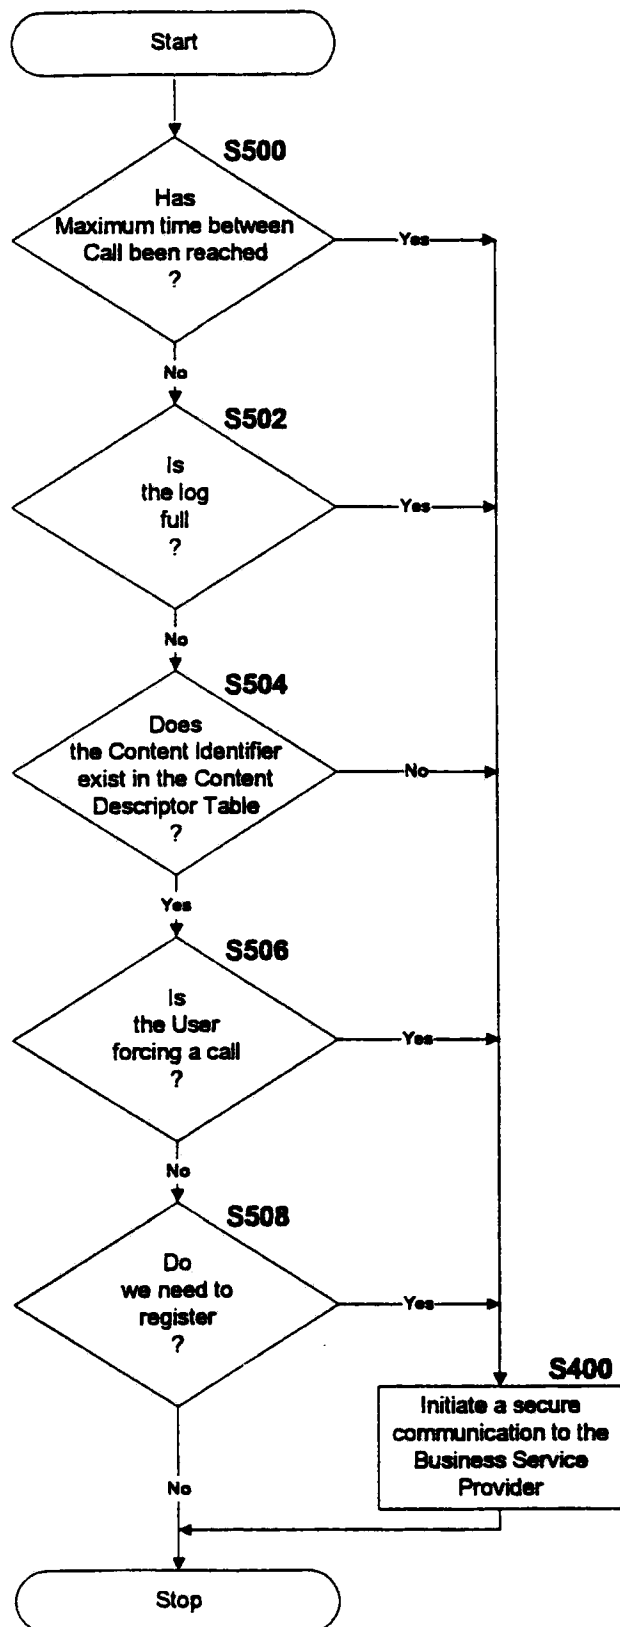 Start
S500
Has
Maximum time between
Call been reached
?
Yes
No
S502
Is
the log
full
?
Yes
No
S504
Does
the Content Identifier
exist in the Content
Descriptor Table
?
No
Yes
S506
Is
the User
forcing a call
?
Yes
No
S508
Do
we need to
register
?
Yes
S400
Initiate a secure
communication to the
Business Service
Provider
No
Stop